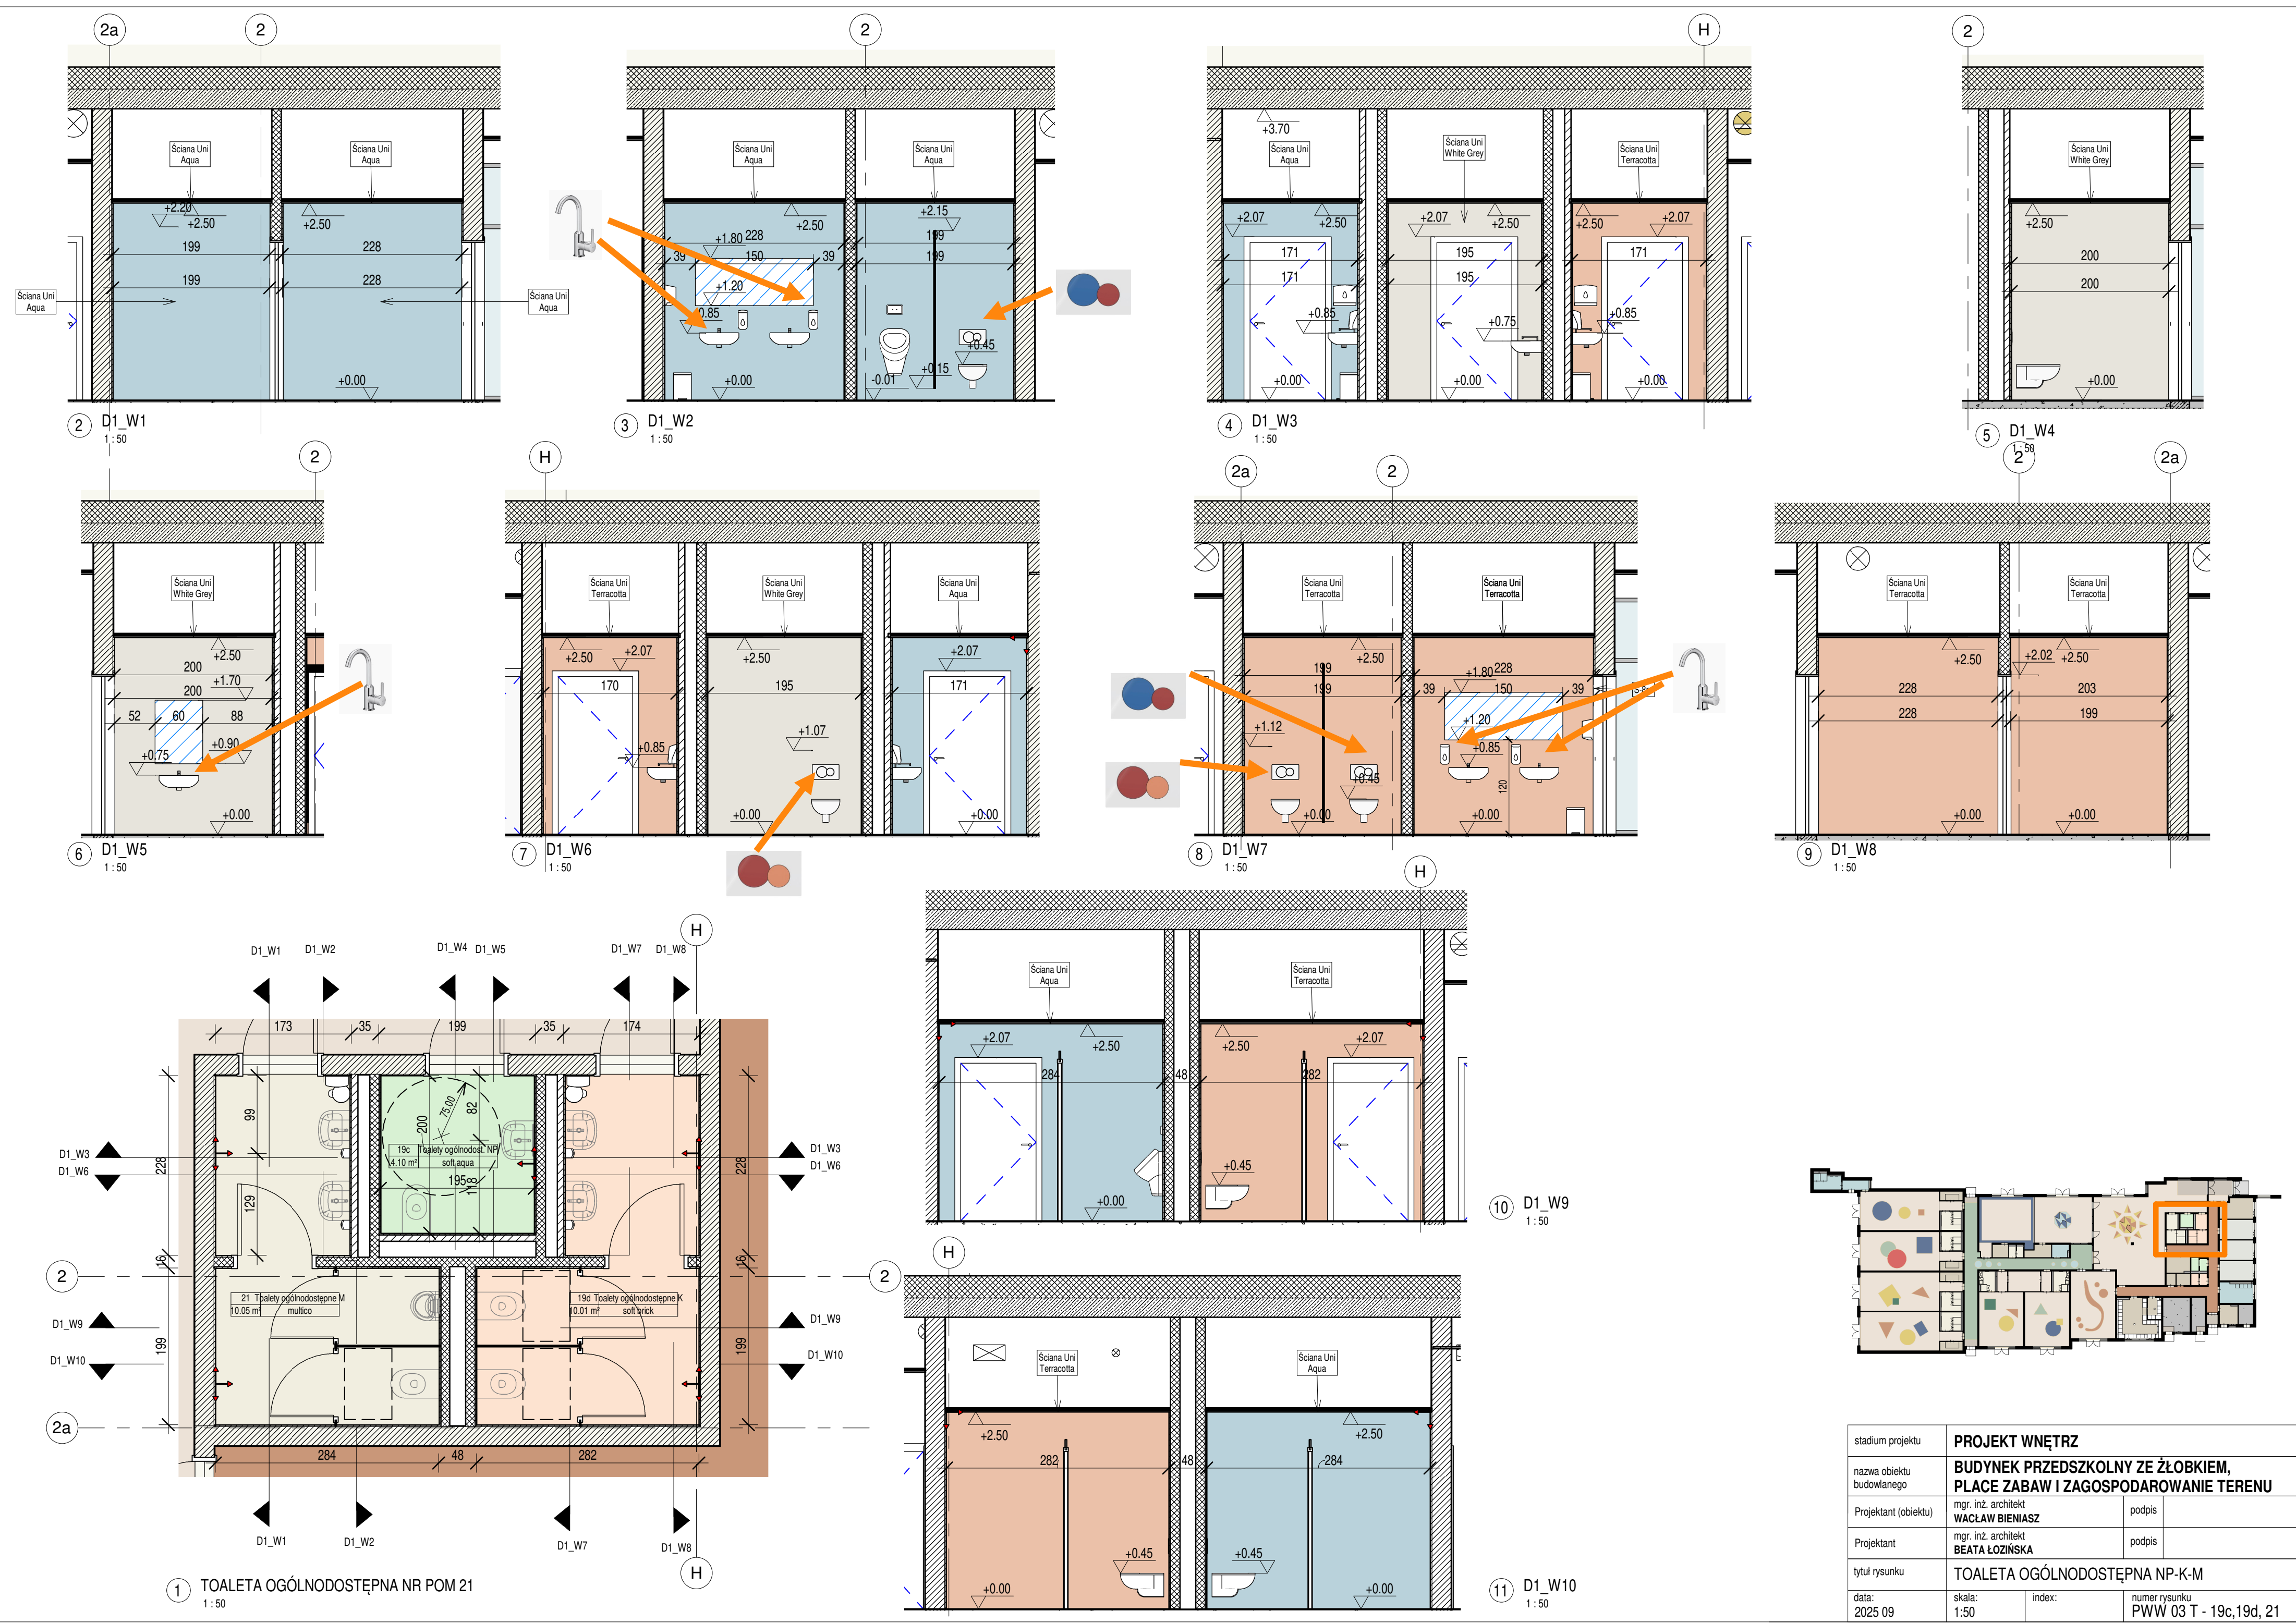 2a
2
Ściana Uni
Aqua
Ściana Uni
Aqua
+2.20
+2.50
+2.50
199
228
199
228
Ściana Uni
Aqua
Ściana Uni
Aqua
+0.00
2 D1_W1
1 : 50
2
Ściana Uni
Aqua
Ściana Uni
Aqua
+2.50
+2.15
228
199
+1.80
39
150
39
199
+1.20
+0.85
+0.45
+0.15
+0.00
-0.01
3 D1_W2
1 : 50
H
+3.70
Ściana Uni
Aqua
Ściana Uni
White Grey
Ściana Uni
Terracotta
+2.07
+2.50
+2.07
+2.50
+2.50
+2.07
171
195
171
171
195
+0.85
+0.75
+0.85
+0.00
+0.00
+0.00
4 D1_W3
1 : 50
2
Ściana Uni
White Grey
+2.50
200
200
+0.00
5 D1_W4
1 : 50
2
Ściana Uni
White Grey
+2.50
200
+1.70
200
52
60
88
+0.90
+0.75
+0.00
6 D1_W5
1 : 50
H
Ściana Uni
Terracotta
Ściana Uni
White Grey
Ściana Uni
Aqua
+2.50
+2.07
+2.50
+2.07
170
195
171
+1.07
+0.85
+0.00
+0.00
7 D1_W6
1 : 50
2a
2
Ściana Uni
Terracotta
Ściana Uni
Terracotta
+2.50
199
228
+1.80
199
39
150
39
+1.12
+1.20
+0.85
+0.45
120
+0.00
+0.00
8 D1_W7
1 : 50
2
2a
Ściana Uni
Terracotta
Ściana Uni
Terracotta
+2.50
+2.02
+2.50
228
203
228
199
+0.00
+0.00
9 D1_W8
1 : 50
H
Ściana Uni
Aqua
Ściana Uni
Terracotta
+2.07
+2.50
+2.50
+2.07
284
48
282
+0.45
+0.00
10 D1_W9
1 : 50
H
Ściana Uni
Terracotta
Ściana Uni
Aqua
+2.50
+2.50
282
48
284
+0.45
+0.45
+0.00
+0.00
11 D1_W10
1 : 50
H
D1_W1
D1_W2
D1_W4
D1_W5
D1_W7
D1_W8
173
35
199
35
174
99
200
75.00
82
D1_W3
D1_W6
228
19c Toalety ogólnodost. NP
4.10 m² soft aqua
195
118
129
228
D1_W3
D1_W6
2
16
16
2
21 Toalety ogólnodostępne M
10.05 m² multico
19d Toalety ogólnodostępne K
10.01 m² soft brick
D1_W9
D1_W10
199
199
D1_W9
D1_W10
2a
284
48
282
D1_W1
D1_W2
D1_W7
D1_W8
H
1 TOALETA OGÓLNODOSTĘPNA NR POM 21
1 : 50
stadium projektu PROJEKT WNĘTRZ
nazwa obiektu budowlanego BUDYNEK PRZEDSZKOLNY ZE ŻŁOBKIEM,
PLACE ZABAW I ZAGOSPODAROWANIE TERENU
Projektant (obiektu) mgr. inż. architekt
WACŁAW BIENIASZ podpis
Projektant mgr. inż. architekt
BEATA ŁOZIŃSKA podpis
tytuł rysunku TOALETA OGÓLNODOSTĘPNA NP-K-M
data: skala: index: numer rysunku
2025 09 1:50 PWW 03 T - 19c,19d, 21